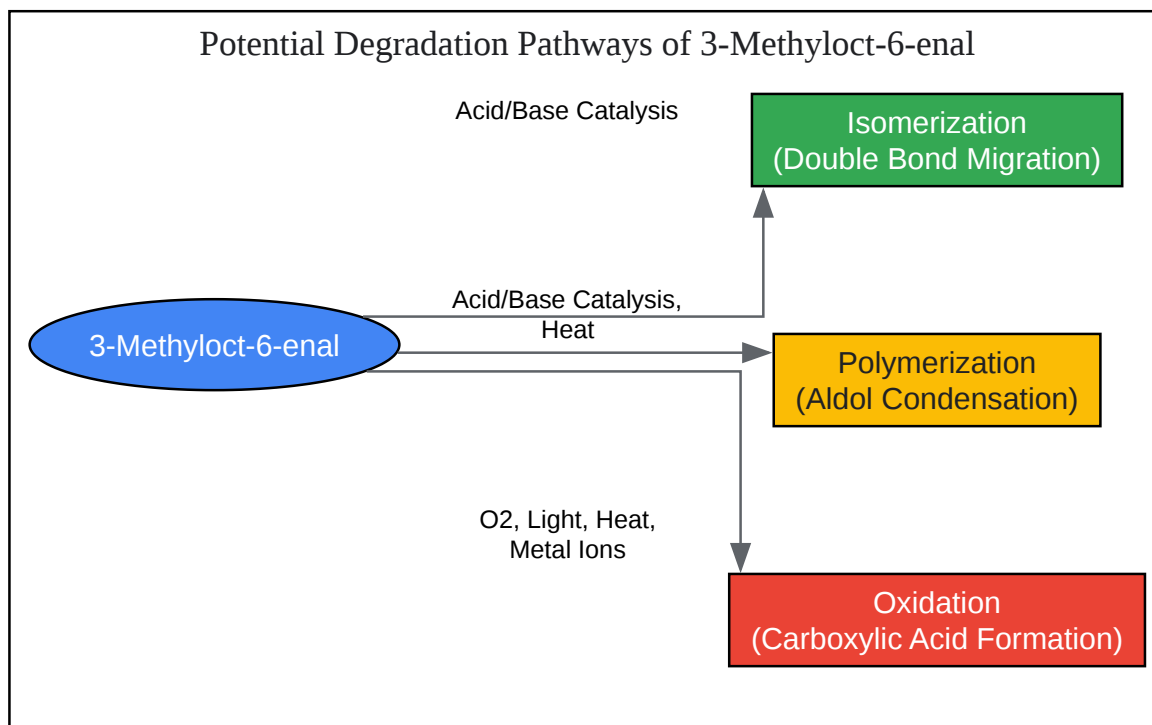 Potential Degradation Pathways of 3-Methyloct-6-enal
Acid/Base Catalysis
Isomerization
(Double Bond Migration)
Acid/Base Catalysis,
Heat
3-Methyloct-6-enal
Polymerization
(Aldol Condensation)
O2, Light, Heat,
Metal Ions
Oxidation
(Carboxylic Acid Formation)